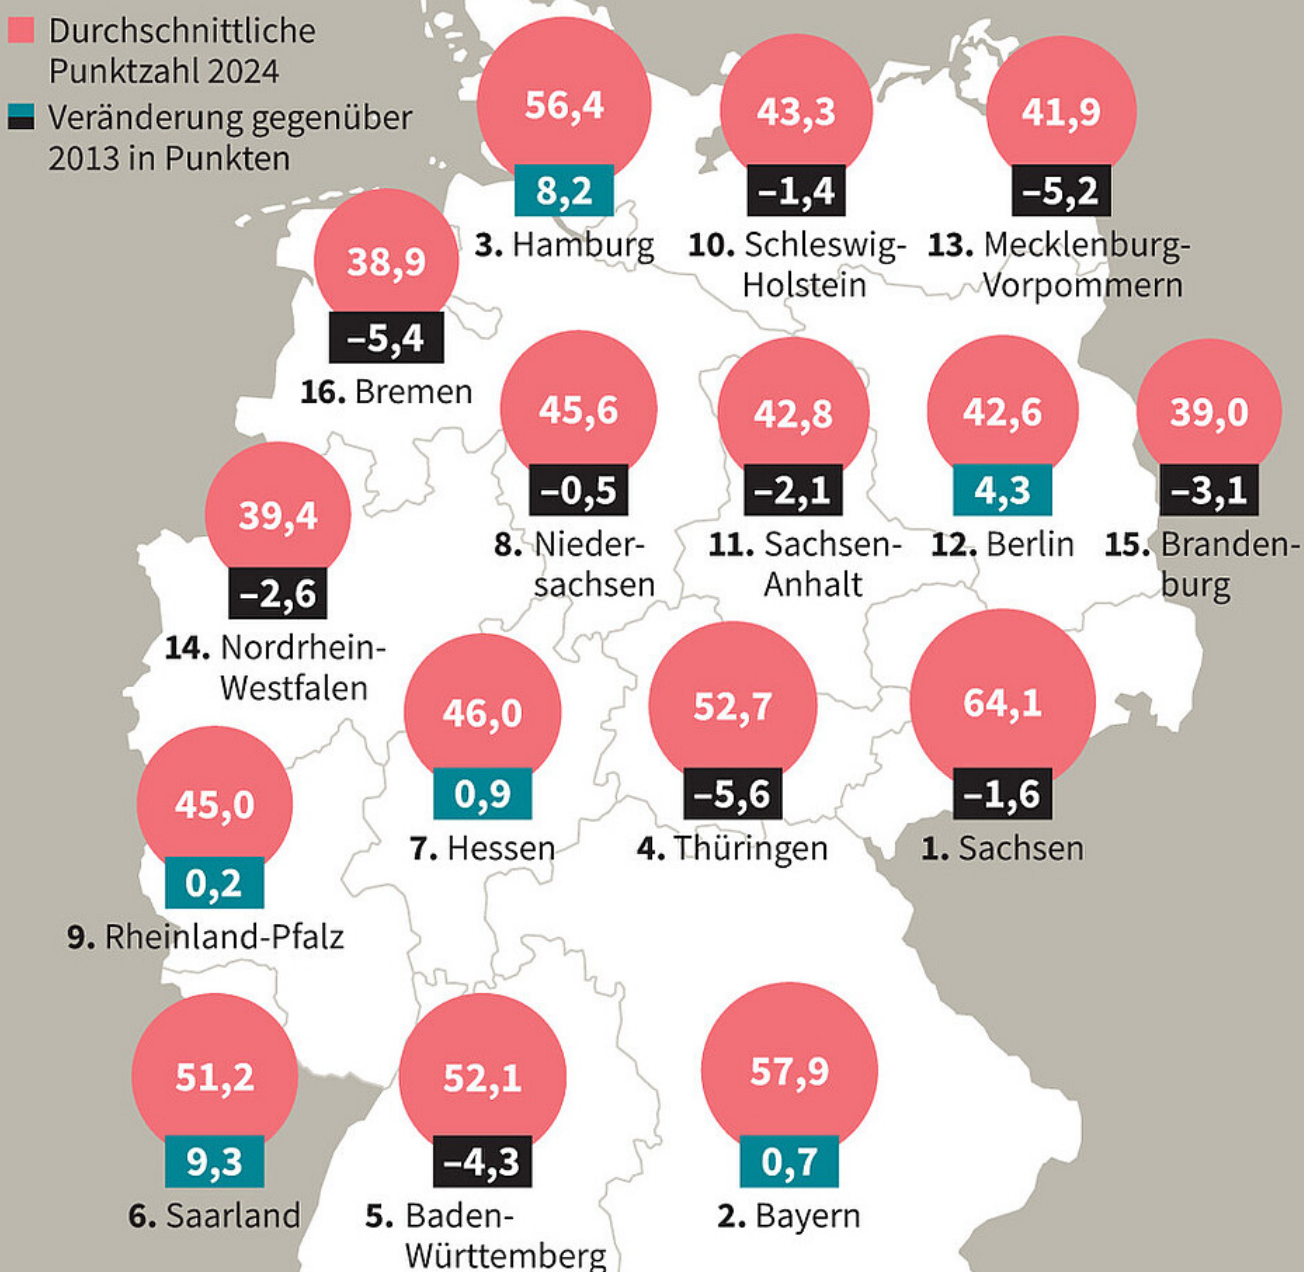 Durchschnittliche
Punktzahl 2024
Veränderung gegenüber
2013 in Punkten
56,4
8,2
3. Hamburg
43,3
–1,4
10. Schleswig-
Holstein
41,9
–5,2
13. Mecklenburg-
Vorpommern
38,9
–5,4
16. Bremen
45,6
–0,5
8. Nieder-
sachsen
42,8
–2,1
11. Sachsen-
Anhalt
42,6
4,3
12. Berlin
39,0
–3,1
15. Branden-
burg
39,4
–2,6
14. Nordrhein-
Westfalen
46,0
0,9
7. Hessen
52,7
–5,6
4. Thüringen
64,1
–1,6
1. Sachsen
45,0
0,2
9. Rheinland-Pfalz
51,2
9,3
6. Saarland
52,1
–4,3
5. Baden-
Württemberg
57,9
0,7
2. Bayern